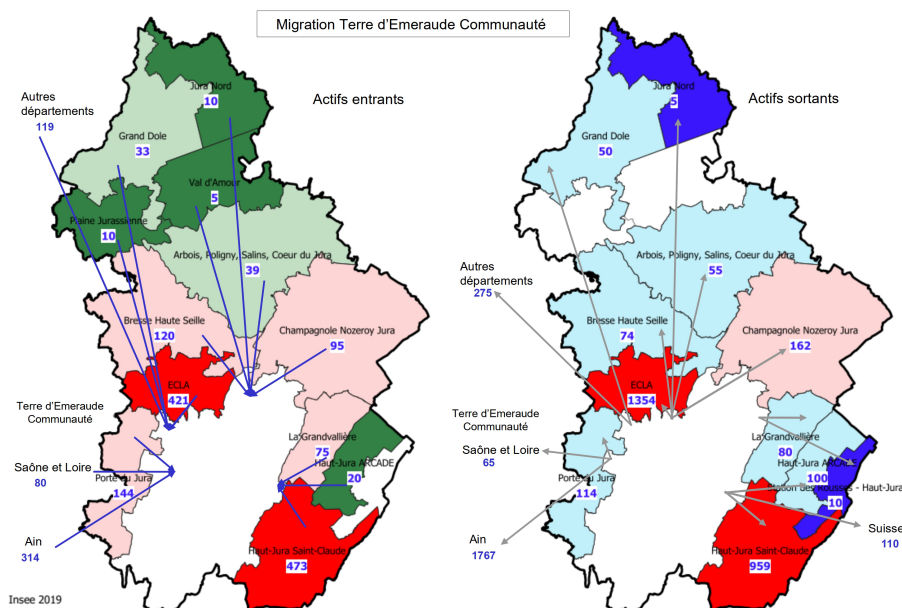 Migration Terre d'Emeraude Communauté
Actifs entrants
Autres
départements
119
Jura Nord
10
Grand Dole
33
Val d'Amour
5
Plaine Jurassienne
10
Arbois, Poligny, Salins, Coeur du Jura
39
Bresse Haute Seille
120
Champagnole Nozeroy Jura
95
ECLA
421
Terre d'Emeraude
Communauté
La Grandvallière
75
Haut-Jura ARCADE
20
Saône et Loire
80
Porte du Jura
144
Ain
314
Haut-Jura Saint-Claude
473
Insee 2019
Actifs sortants
Jura Nord
5
Grand Dole
50
Arbois, Poligny, Salins, Coeur du Jura
55
Autres
départements
275
Bresse Haute Seille
74
Champagnole Nozeroy Jura
162
ECLA
1354
Terre d'Emeraude
Communauté
Saône et Loire
65
La Grandvallière
80
Haut-Jura ARCADE
100
Porte du Jura
114
- Haut-Jura
10
Suisse
110
Ain
1767
Haut-Jura Saint-Claude
959